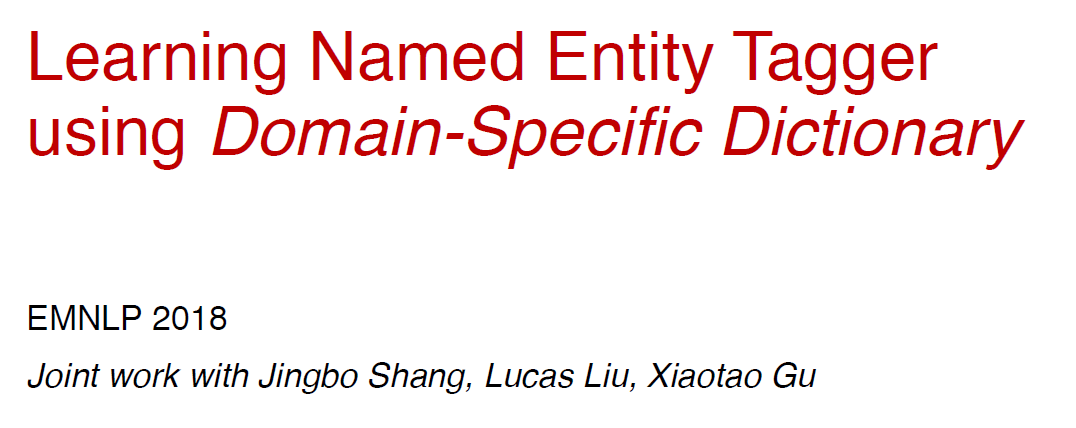 Learning Named Entity Tagger
using Domain-Specific Dictionary
EMNLP 2018
Joint work with Jingbo Shang, Lucas Liu, Xiaotao Gu